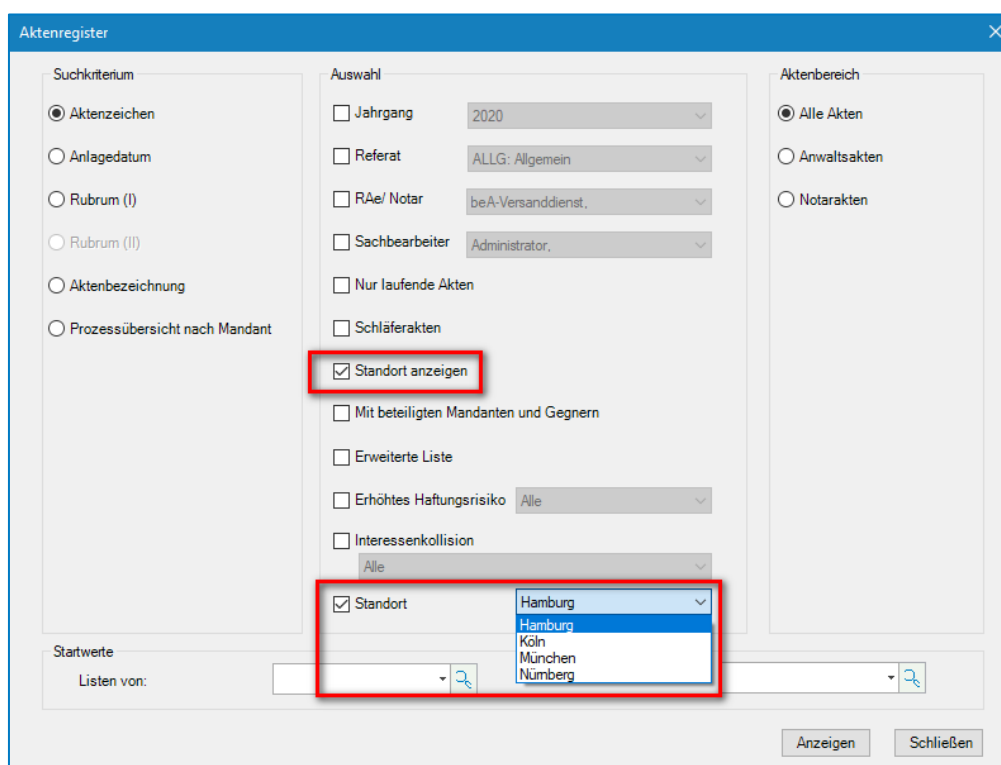 Aktenregister
Suchkriterium
Aktenzeichen
Anlagedatum
Rubrum (I)
Rubrum (II)
Aktenbezeichnung
Prozessübersicht nach Mandant
Auswahl
Jahrgang 2020
Referat ALLG: Allgemein
RAe/ Notar beA-Versanddienst,
Sachbearbeiter Administrator,
Nur laufende Akten
Schläferakten
Standort anzeigen
Mit beteiligten Mandanten und Gegnern
Erweiterte Liste
Erhöhtes Haftungsrisiko Alle
Interessenkollision
Alle
Standort Hamburg
Hamburg
Köln
München
Nürnberg
Aktenbereich
Alle Akten
Anwaltsakten
Notarakten
Startwerte
Listen von:
Anzeigen Schließen